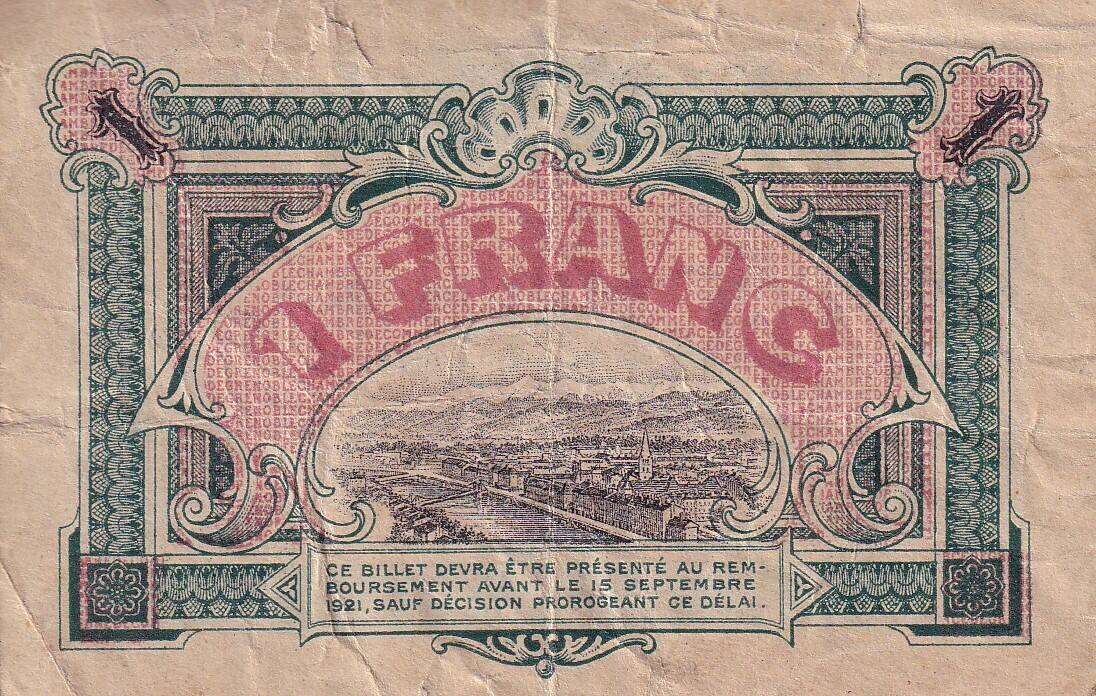 1 1
1 FRANC
CE BILLET DEVRA ÊTRE PRÉSENTÉ AU REM-
BOURSEMENT AVANT LE 15 SEPTEMBRE
1921, SAUF DÉCISION PROROGEANT CE DÉLAI.